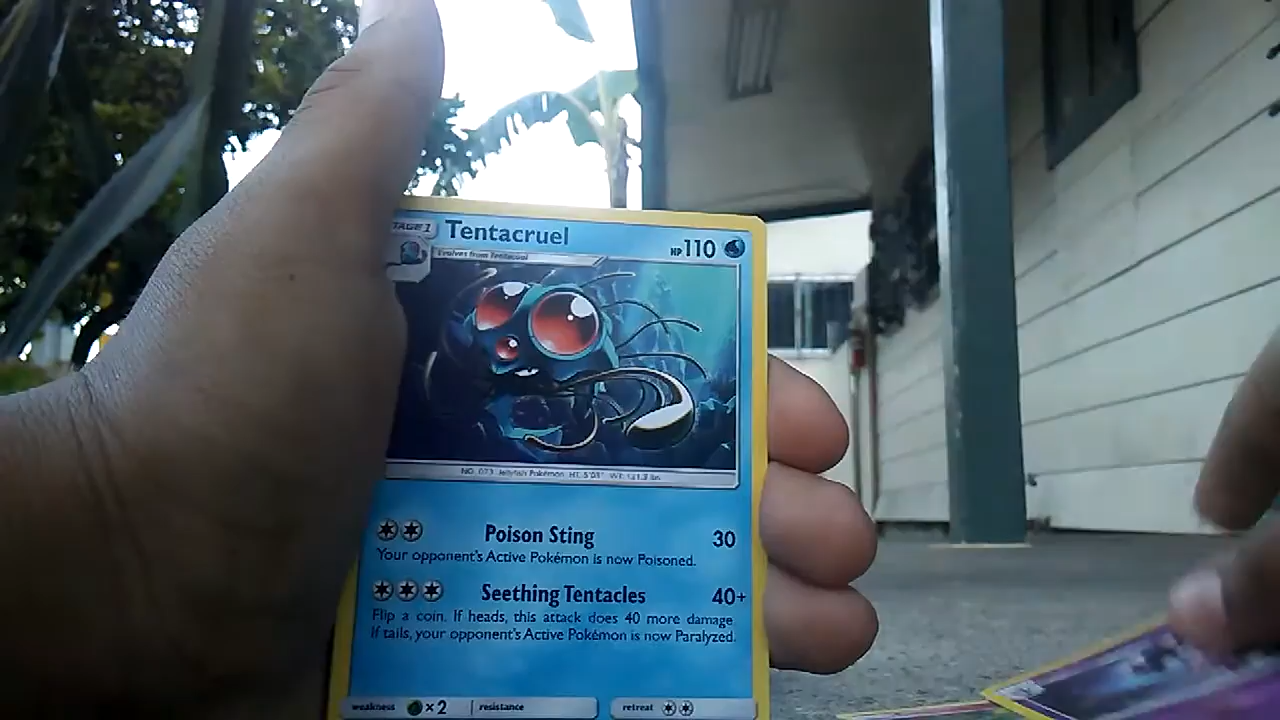 STAGE 1
Tentacruel
HP 110
Evolves from Tentacool
NO. 073 Jellyfish Pokémon HT: 5'03" WT: 121.3 lbs.
Poison Sting 30
Your opponent's Active Pokémon is now Poisoned.
Seething Tentacles 40+
Flip a coin. If heads, this attack does 40 more damage
If tails, your opponent's Active Pokémon is now Paralyzed.
weakness ×2 resistance retreat